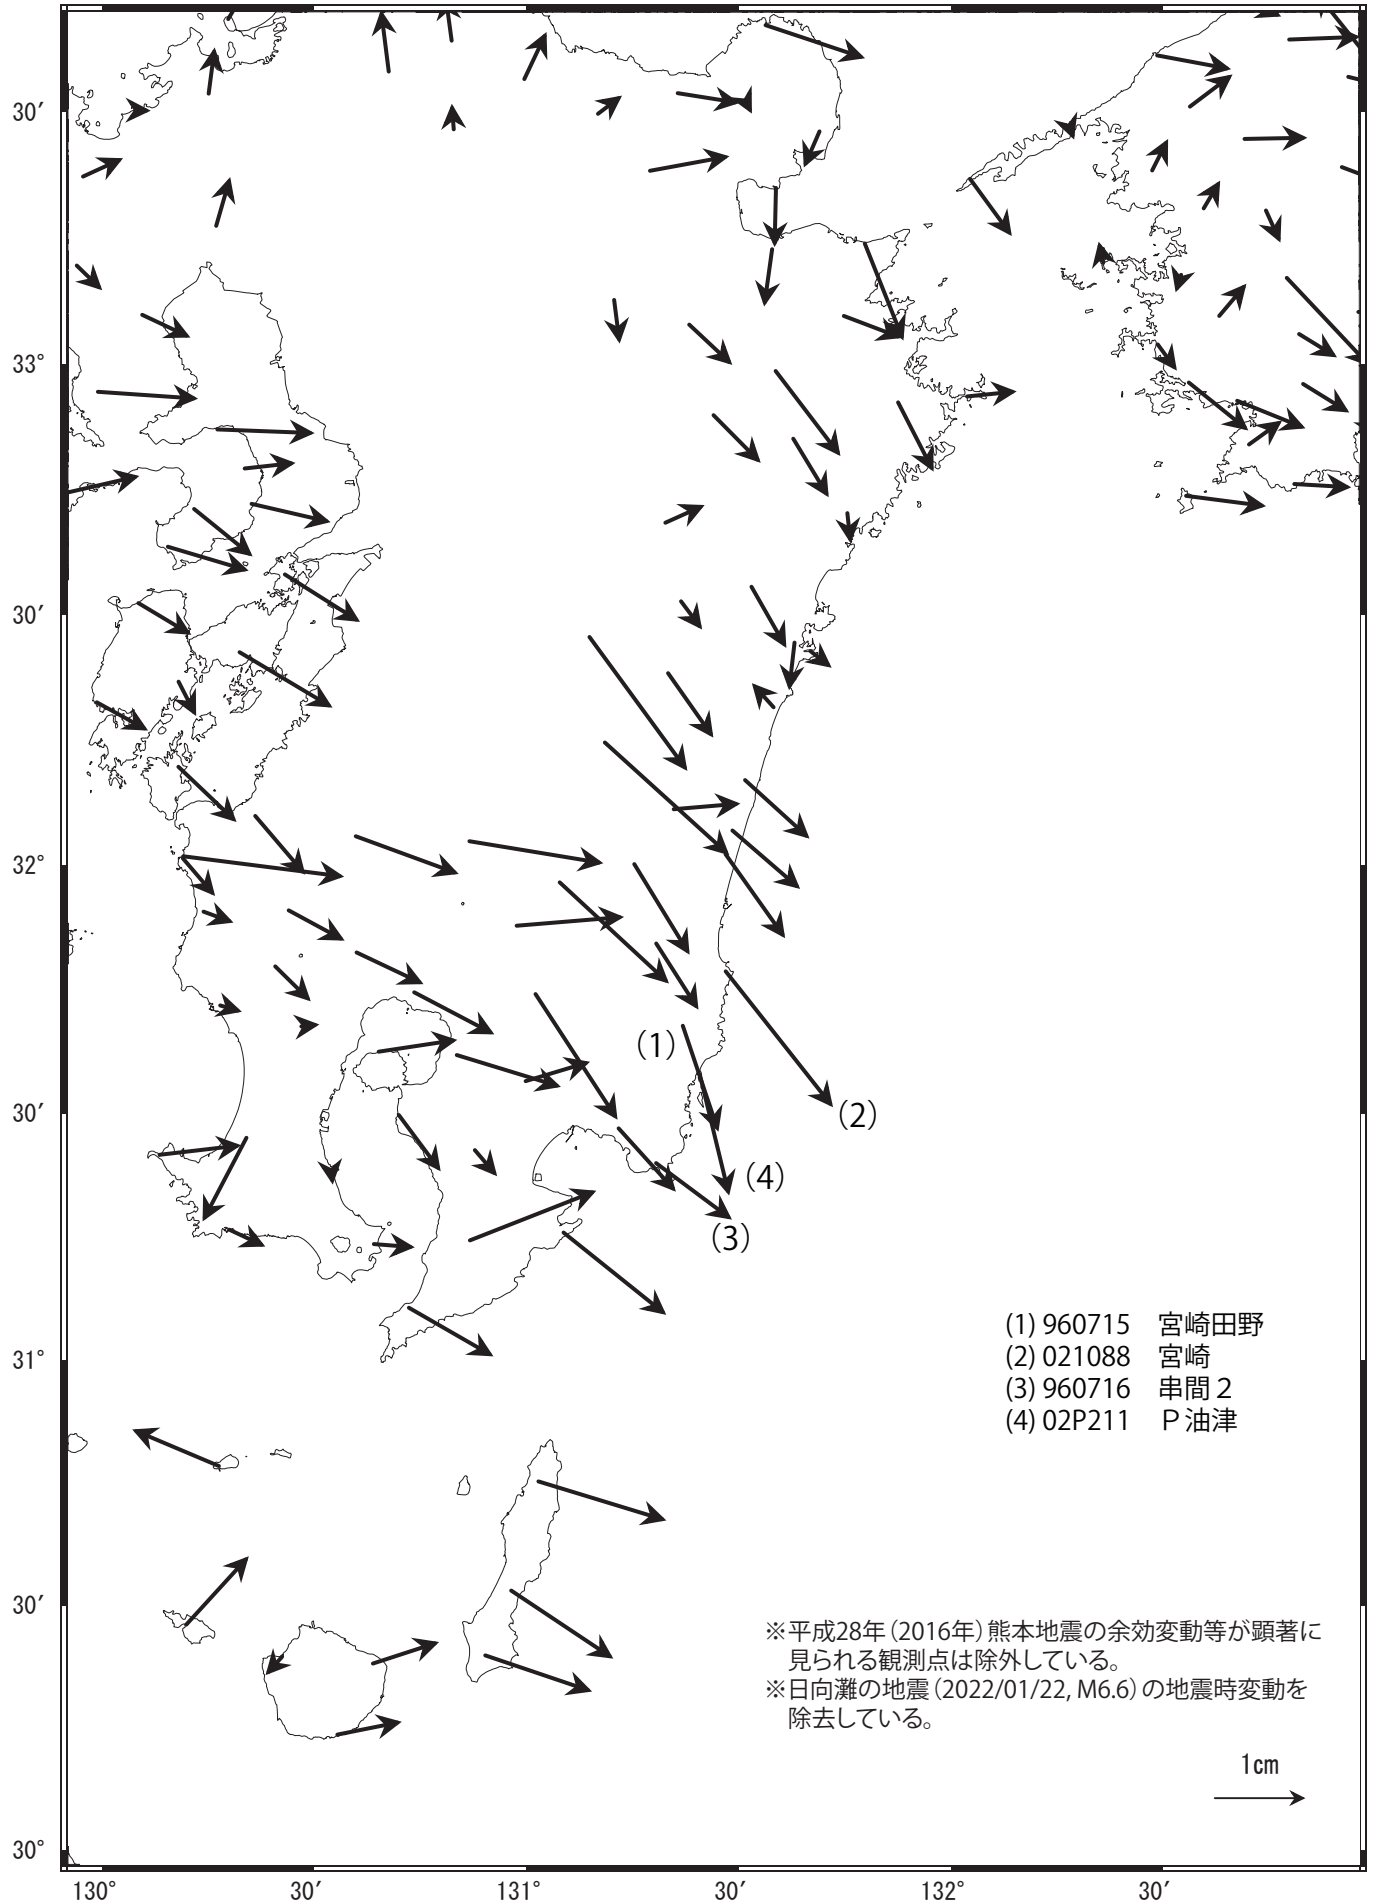 30′
33°
30′
32°
30′
31°
30′
30°
(1)
(2)
(4)
(3)
(1) 960715　宮崎田野
(2) 021088　宮崎
(3) 960716　串間２
(4) 02P211　Ｐ油津
※平成28年（2016年）熊本地震の余効変動等が顕著に
見られる観測点は除外している。
※日向灘の地震（2022/01/22, M6.6）の地震時変動を
除去している。
1cm
130° 30′ 131° 30′ 132° 30′